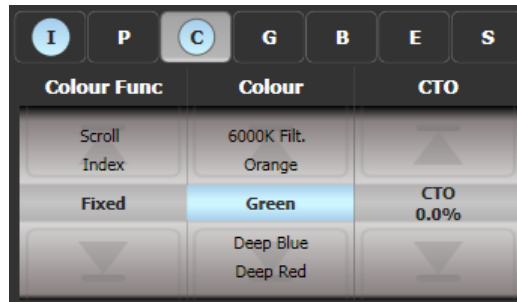 I P C G B E S
Colour Func Colour CTO
Scroll 6000K Filt.
Index Orange
Fixed Green CTO
0.0%
Deep Blue
Deep Red